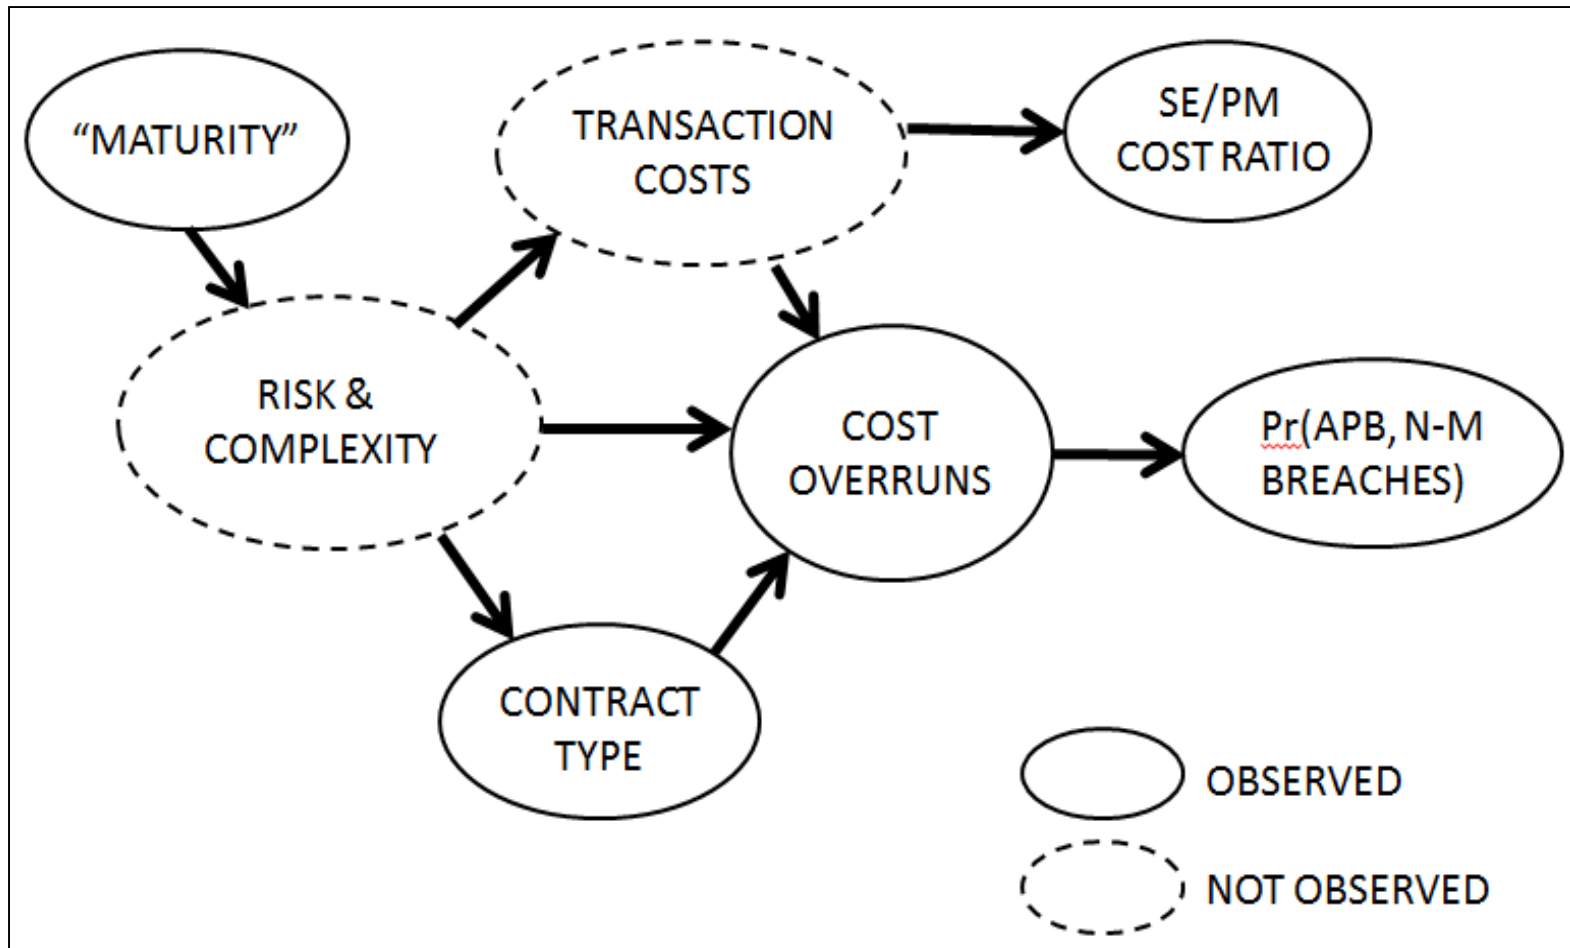 “MATURITY”
TRANSACTION
COSTS
SE/PM
COST RATIO
RISK &
COMPLEXITY
COST
OVERRUNS
Pr(APB, N-M
BREACHES)
CONTRACT
TYPE
OBSERVED
NOT OBSERVED